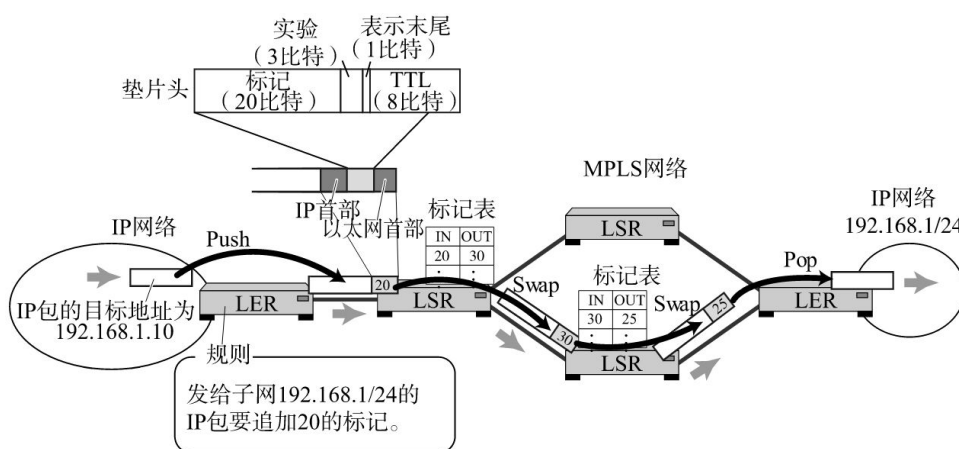 实验
（3比特）
表示末尾
（1比特）
垫片头
标记
（20比特）
TTL
（8比特）
IP首部
以太网首部
MPLS网络
IP网络
IP网络
192.168.1/24
标记表
IN OUT
20 30
: :
Push
LSR
Pop
标记表
IN OUT
30 25
: :
Swap
Swap
20
25
30
IP包的目标地址为
192.168.1.10
LER
LSR
LER
LSR
规则
发给子网192.168.1/24的
IP包要追加20的标记。